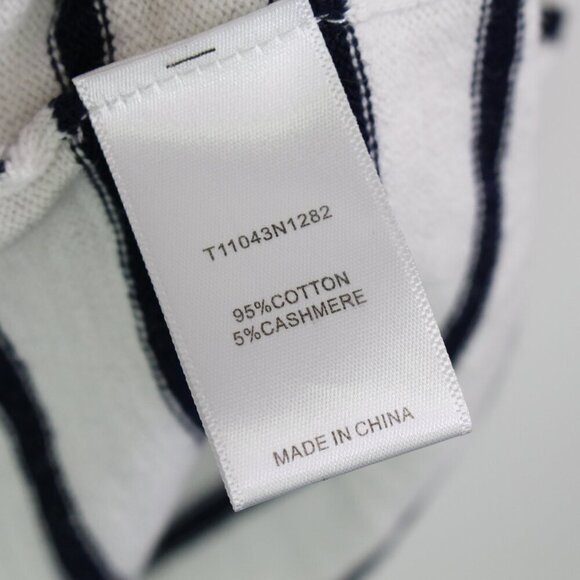 T11043N1282
95%COTTON
5%CASHMERE
MADE IN CHINA